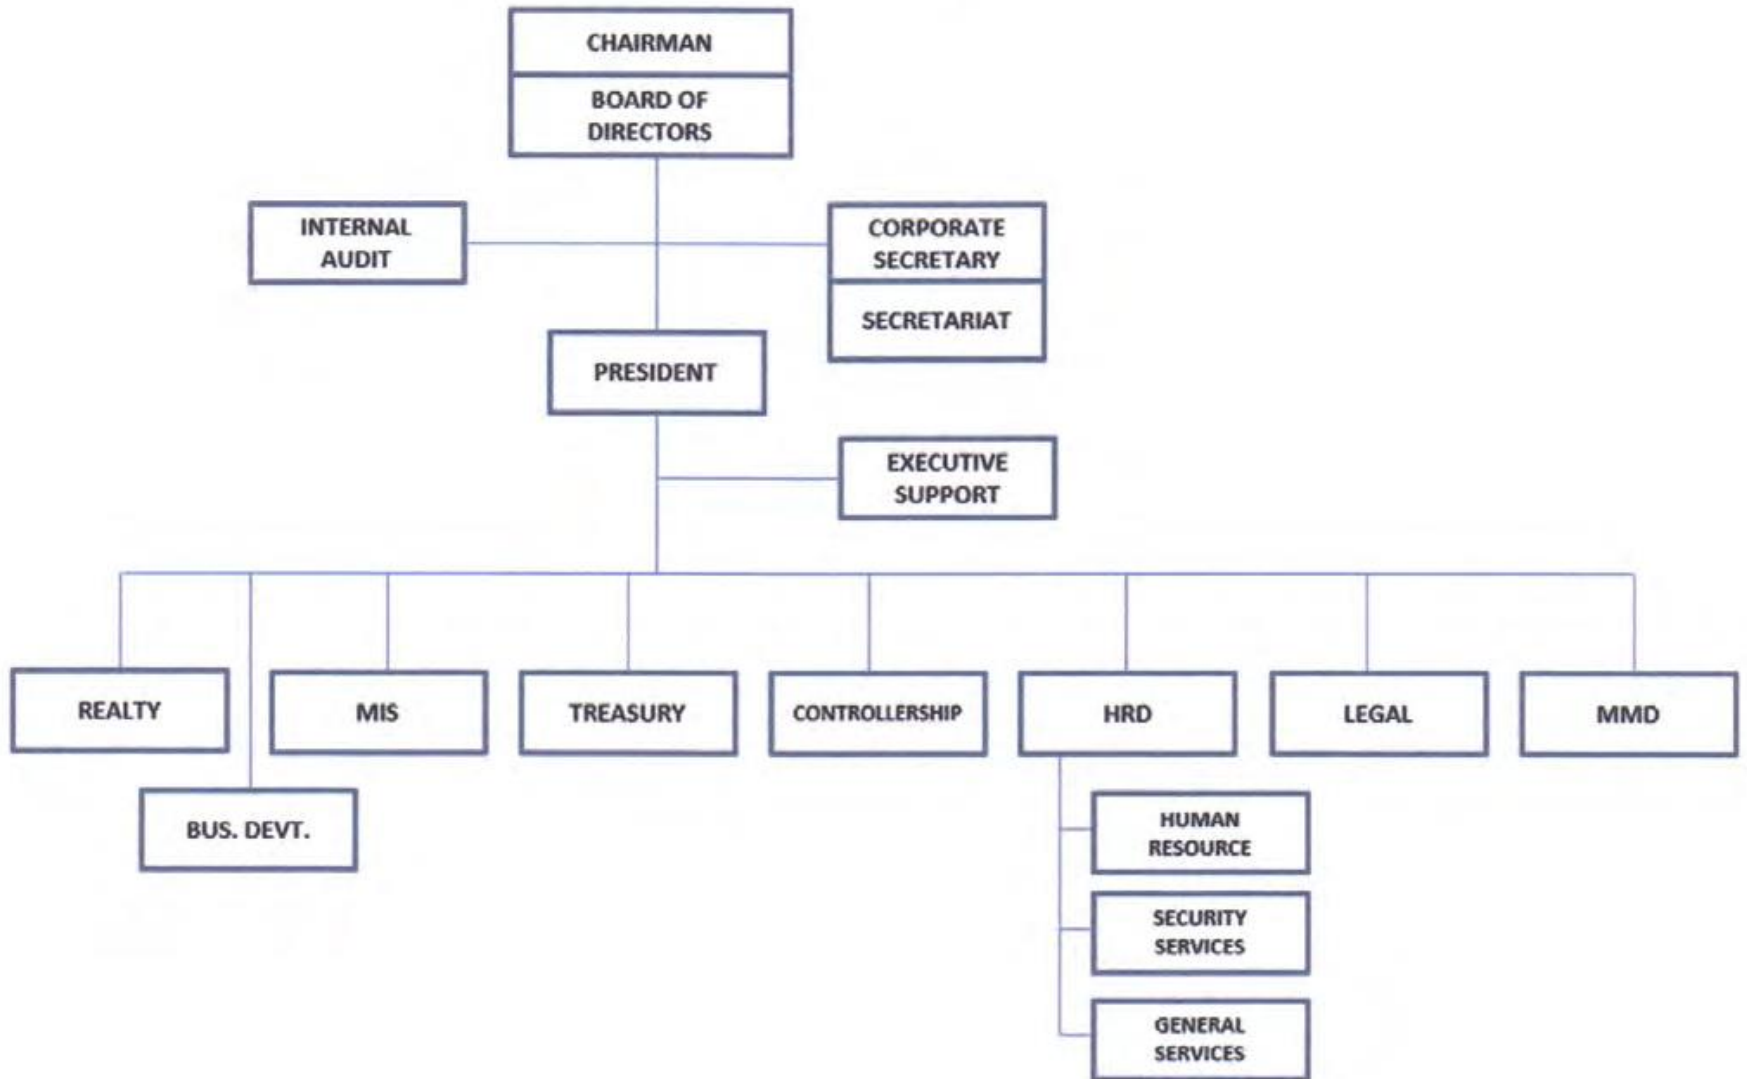 CHAIRMAN
BOARD OF
DIRECTORS
INTERNAL
AUDIT
CORPORATE
SECRETARY
SECRETARIAT
PRESIDENT
EXECUTIVE
SUPPORT
REALTY
MIS
TREASURY
CONTROLLERSHIP
HRD
LEGAL
MMD
BUS. DEVT.
HUMAN
RESOURCE
SECURITY
SERVICES
GENERAL
SERVICES